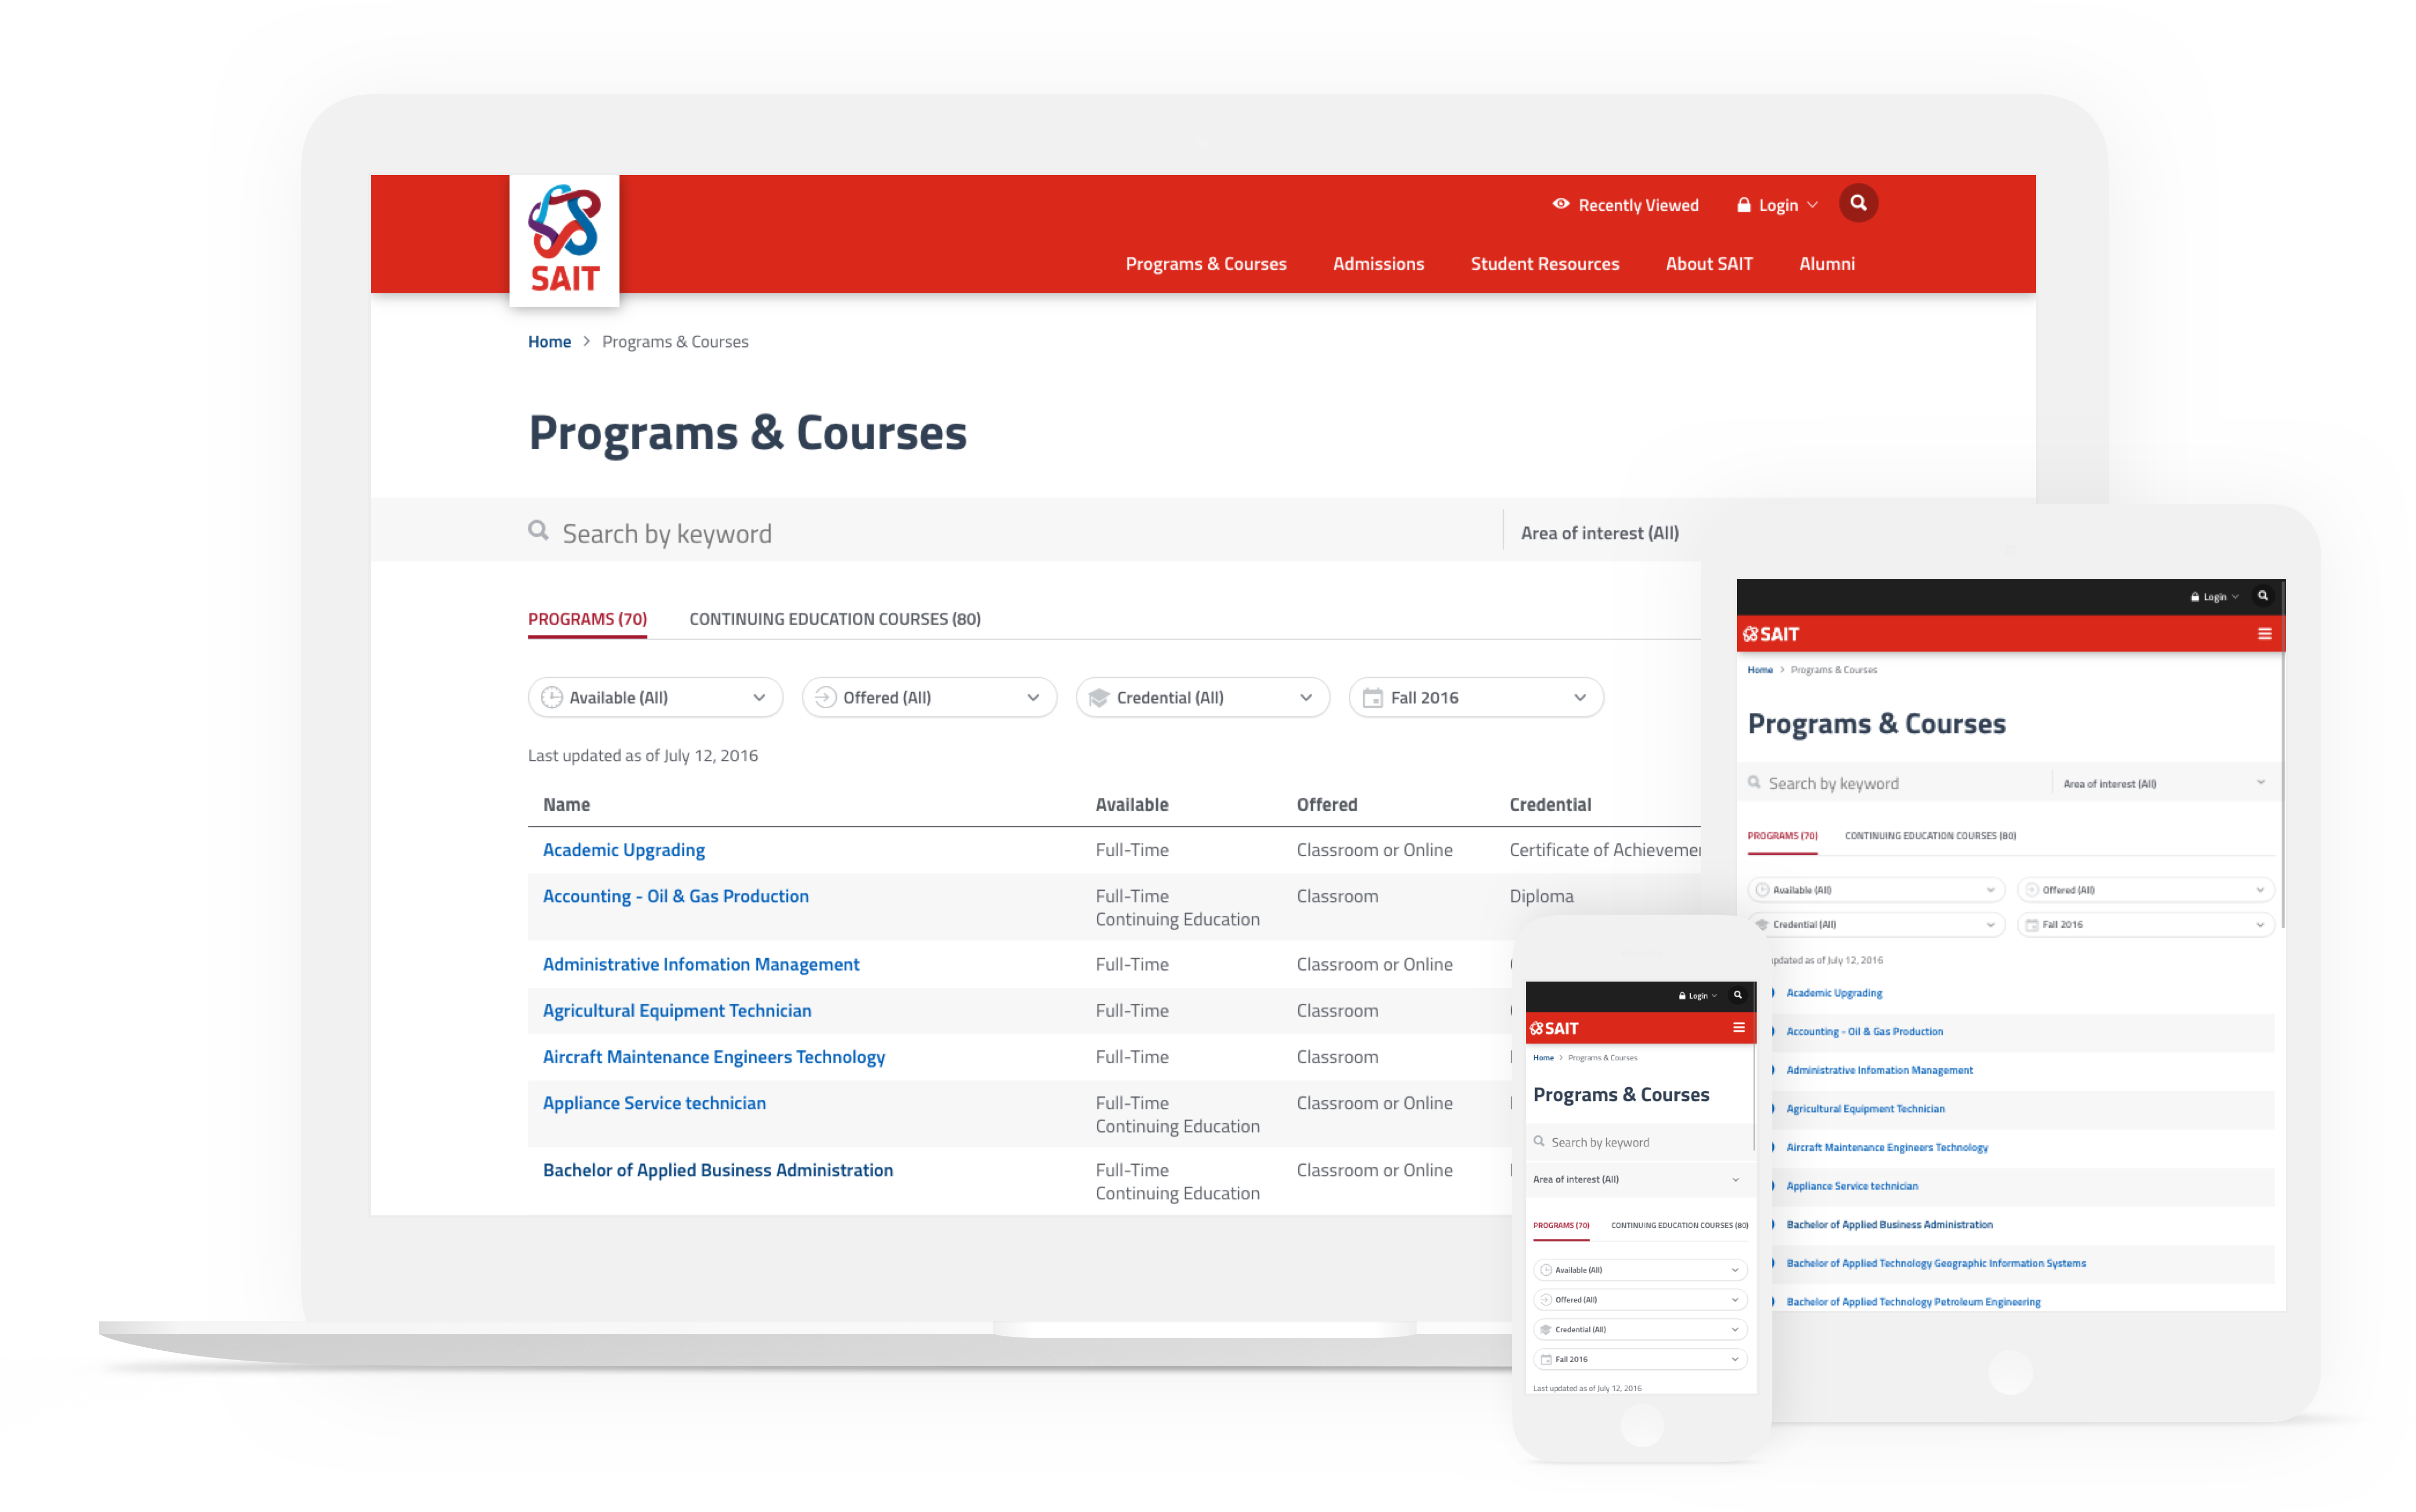 Recently Viewed Login
SAIT
Programs & Courses Admissions Student Resources About SAIT Alumni
Home > Programs & Courses
Programs & Courses
Search by keyword Area of interest (All)
PROGRAMS (70) CONTINUING EDUCATION COURSES (80)
Available (All) Offered (All) Credential (All) Fall 2016
Last updated as of July 12, 2016
Name Available Offered Credential
Academic Upgrading Full-Time Classroom or Online Certificate of
Accounting - Oil & Gas Production Full-Time Classroom Diploma
Continuing Education
Administrative Infomation Management Full-Time Classroom or Online
Agricultural Equipment Technician Full-Time Classroom
Aircraft Maintenance Engineers Technology Full-Time Classroom
Appliance Service technician Full-Time Classroom or Online
Continuing Education
Bachelor of Applied Business Administration Full-Time Classroom or Online
Continuing Education
Login
SAIT
Home > Programs & Courses
Programs & Courses
Search by keyword Area of interest (All)
PROGRAMS (70) CONTINUING EDUCATION COURSES (80)
Available (All) Offered (All)
Credential (All) Fall 2016
as of July 12, 2016
Academic Upgrading
Accounting - Oil & Gas Production
Administrative Infomation Management
Agricultural Equipment Technician
Aircraft Maintenance Engineers Technology
Appliance Service technician
Bachelor of Applied Business Administration
Bachelor of Applied Technology Geographic Information Systems
Bachelor of Applied Technology Petroleum Engineering
Login
SAIT
Home > Programs & Courses
Programs & Courses
Search by keyword
Area of interest (All)
PROGRAMS (70) CONTINUING EDUCATION COURSES (80)
Available (All)
Offered (All)
Credential (All)
Fall 2016
Last updated as of July 12, 2016